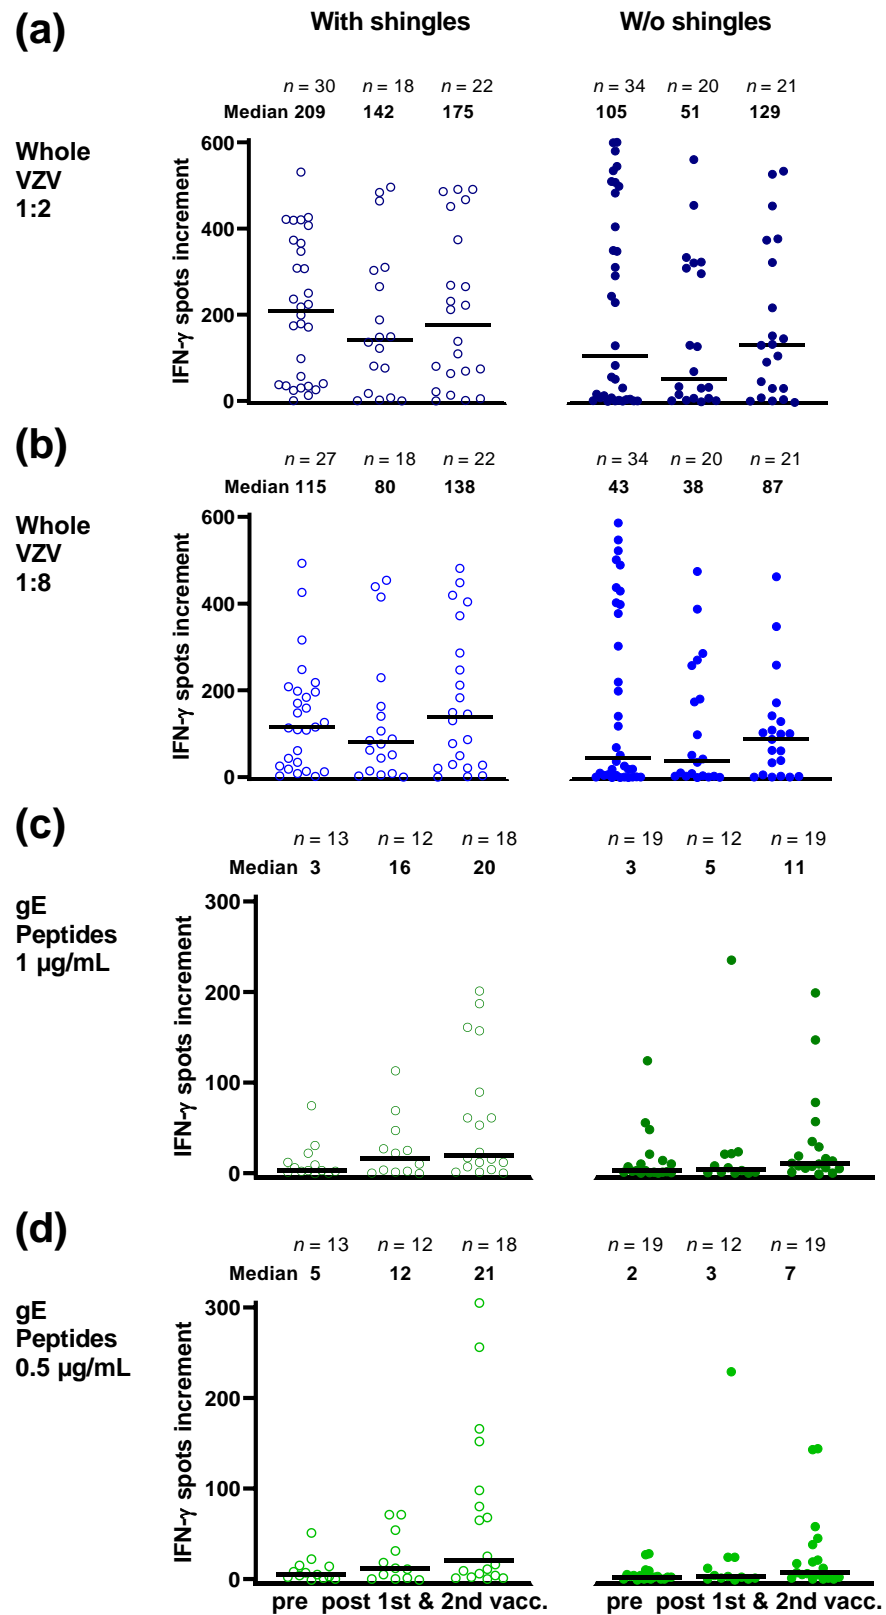 (a)
With shingles W/o shingles
n = 30 n = 18 n = 22 n = 34 n = 20 n = 21
Median 209 142 175 105 51 129
Whole
VZV
1:2
IFN-γ spots increment
600
400
200
0
(b)
n = 27 n = 18 n = 22 n = 34 n = 20 n = 21
Median 115 80 138 43 38 87
Whole
VZV
1:8
IFN-γ spots increment
600
400
200
0
(c)
n = 13 n = 12 n = 18 n = 19 n = 12 n = 19
Median 3 16 20 3 5 11
gE
Peptides
1 µg/mL
IFN-γ spots increment
300
200
100
0
(d)
n = 13 n = 12 n = 18 n = 19 n = 12 n = 19
Median 5 12 21 2 3 7
gE
Peptides
0.5 µg/mL
IFN-γ spots increment
300
200
100
0
pre post 1st & 2nd vacc. pre post 1st & 2nd vacc.